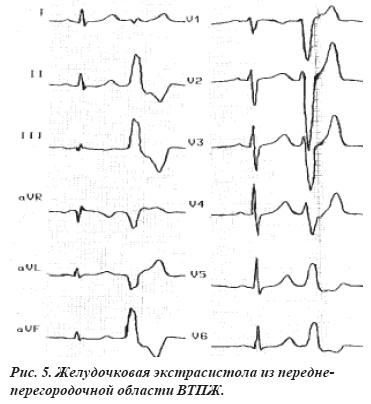 I
II
III
aVR
aVL
aVF
V1
V2
V3
V4
V5
V6
Рис. 5. Желудочковая экстрасистола из передне-
перегородочной области ВТПЖ.